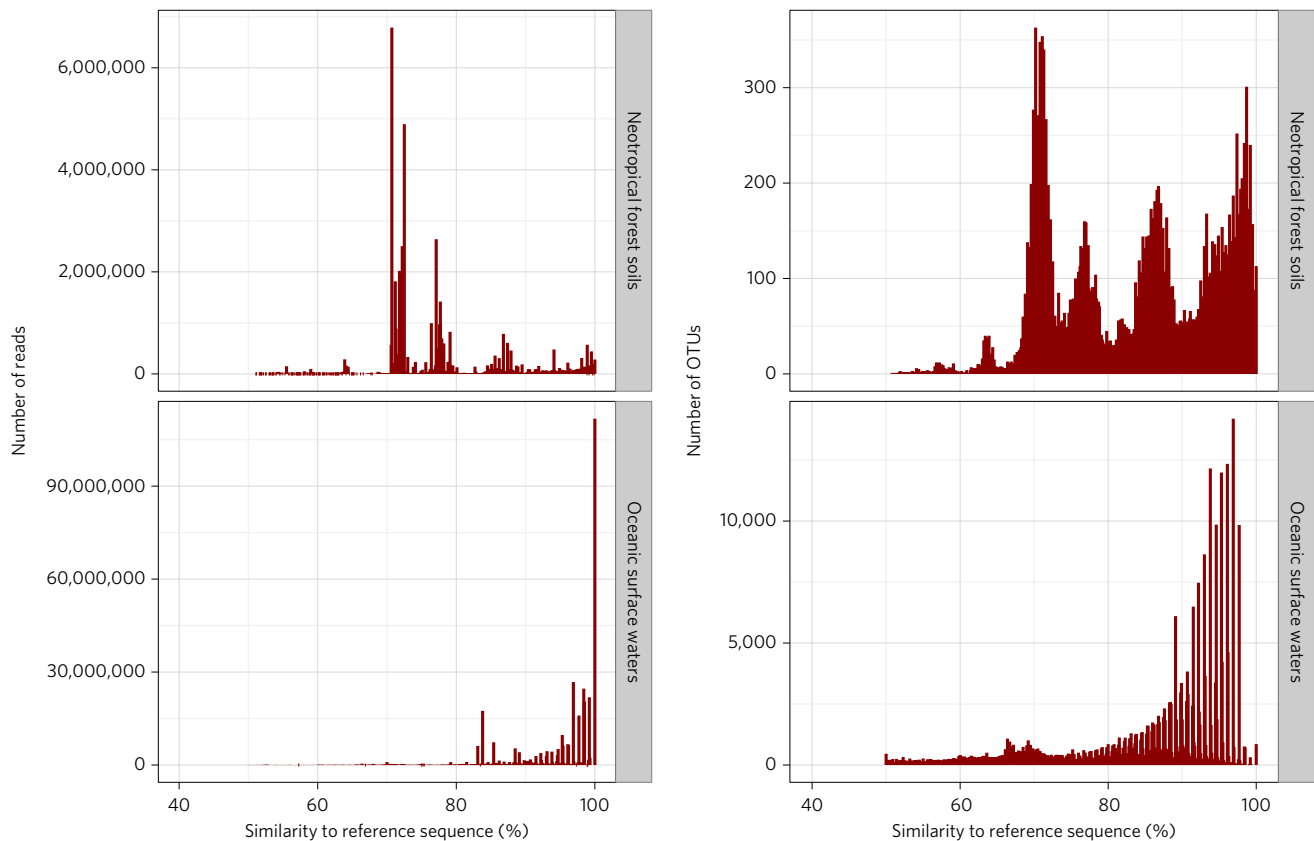 Number of reads
6,000,000
4,000,000
2,000,000
0
Neotropical forest soils
90,000,000
60,000,000
30,000,000
0
Oceanic surface waters
40 60 80 100
Similarity to reference sequence (%)
Number of OTUs
300
200
100
0
Neotropical forest soils
10,000
5,000
0
Oceanic surface waters
40 60 80 100
Similarity to reference sequence (%)